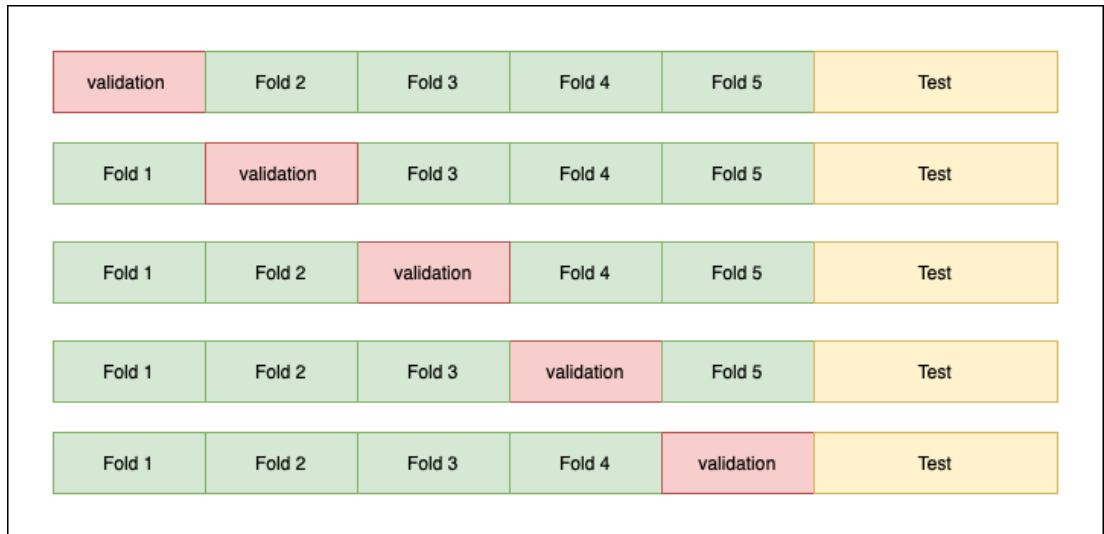 validation Fold 2 Fold 3 Fold 4 Fold 5 Test
Fold 1 validation Fold 3 Fold 4 Fold 5 Test
Fold 1 Fold 2 validation Fold 4 Fold 5 Test
Fold 1 Fold 2 Fold 3 validation Fold 5 Test
Fold 1 Fold 2 Fold 3 Fold 4 validation Test